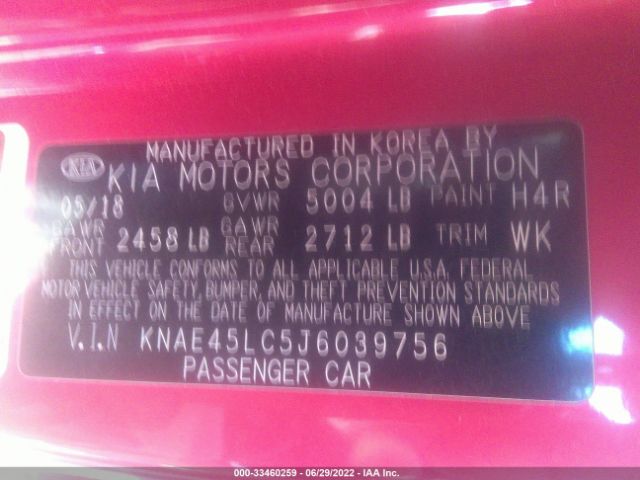 MANUFACTURED IN KOREA BY
KIA KIA MOTORS CORPORATION
05/18 GVWR 5004 LB PAINT H4R
GAWR FRONT 2458 LB GAWR REAR 2712 LB TRIM WK
THIS VEHICLE CONFORMS TO ALL APPLICABLE U.S.A. FEDERAL
MOTOR VEHICLE SAFETY, BUMPER, AND THEFT PREVENTION STANDARDS
IN EFFECT ON THE DATE OF MANUFACTURE SHOWN ABOVE
V.I.N KNAE45LC5J6039756
PASSENGER CAR
000-33460259 - 06/29/2022 - IAA Inc.